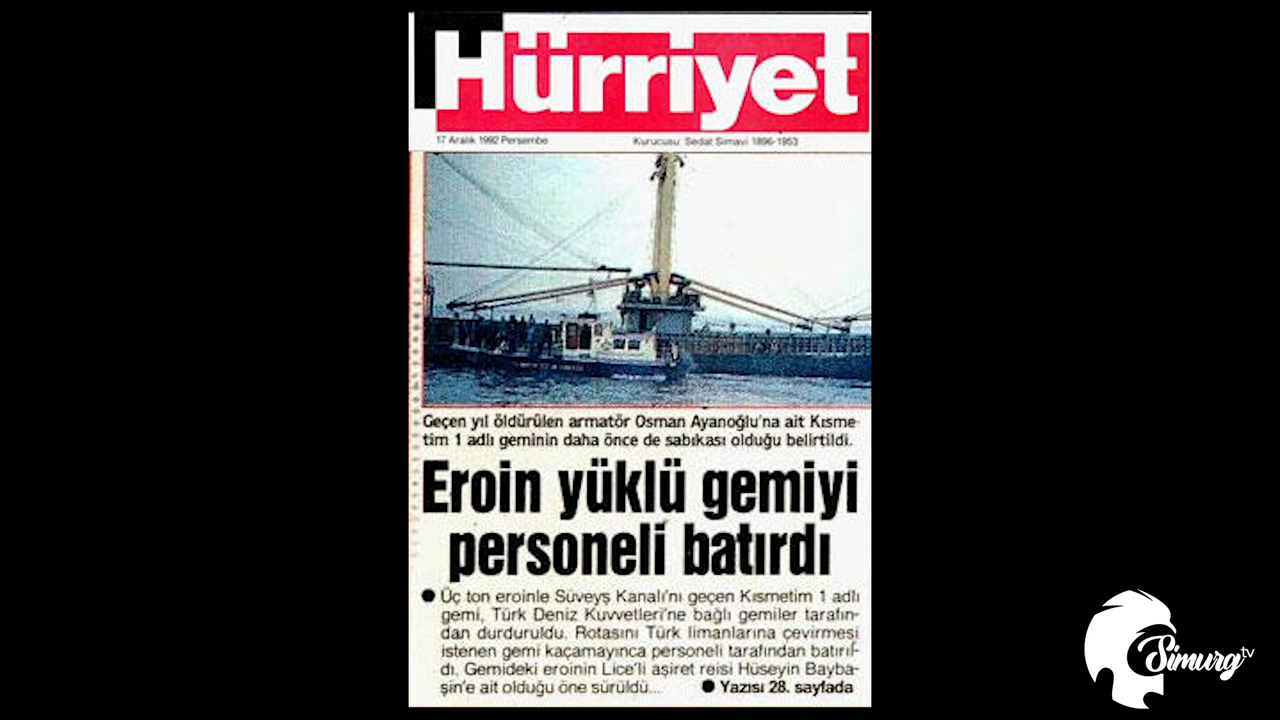 Hürriyet
17 Aralık 1992 Perşembe Kurucusu: Sedat Simavi 1896-1953
Geçen yıl öldürülen armatör Osman Ayanoğlu'na ait Kısme-
tim 1 adlı geminin daha önce de sabıkası olduğu belirtildi.
Eroin yüklü gemiyi
personeli batırdı
● Üç ton eroinle Süveyş Kanalı'nı geçen Kısmetim 1 adlı
gemi, Türk Deniz Kuvvetleri'ne bağlı gemiler tarafın-
dan durduruldu. Rotasını Türk limanlarına çevirmesi
istenen gemi kaçamayınca personeli tarafından batırıl-
dı. Gemideki eroinin Lice'li aşiret reisi Hüseyin Bayba-
şin'e ait olduğu öne sürüldü... ● Yazısı 28. sayfada
Simurg tv